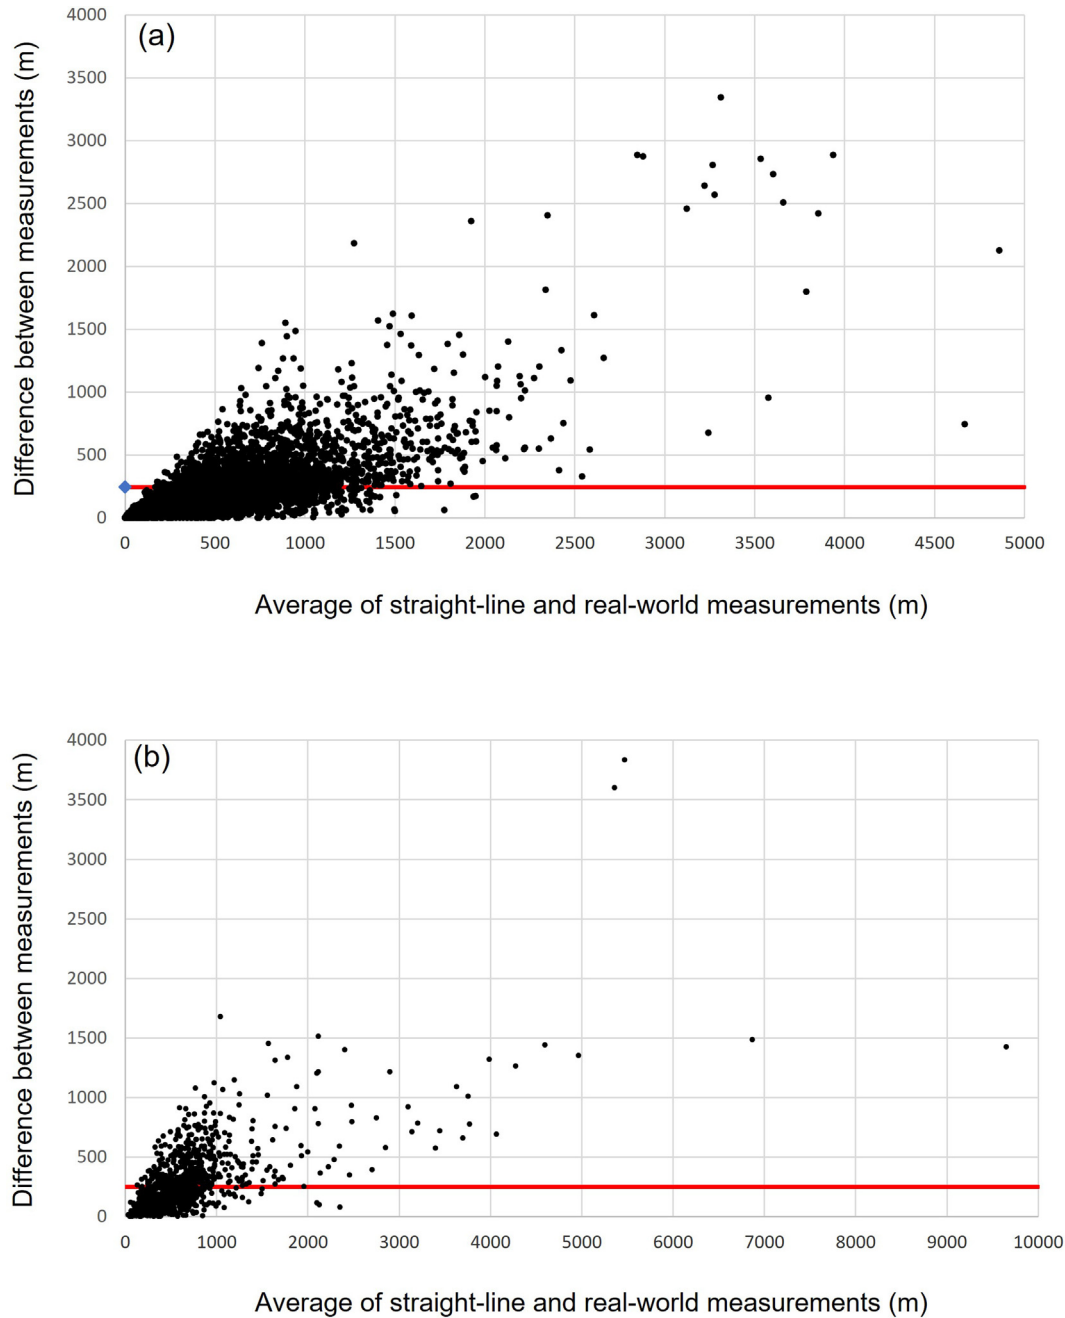 (a)
Difference between measurements (m)
4000
3500
3000
2500
2000
1500
1000
500
0
0 500 1000 1500 2000 2500 3000 3500 4000 4500 5000
Average of straight-line and real-world measurements (m)
(b)
Difference between measurements (m)
4000
3500
3000
2500
2000
1500
1000
500
0
0 1000 2000 3000 4000 5000 6000 7000 8000 9000 10000
Average of straight-line and real-world measurements (m)